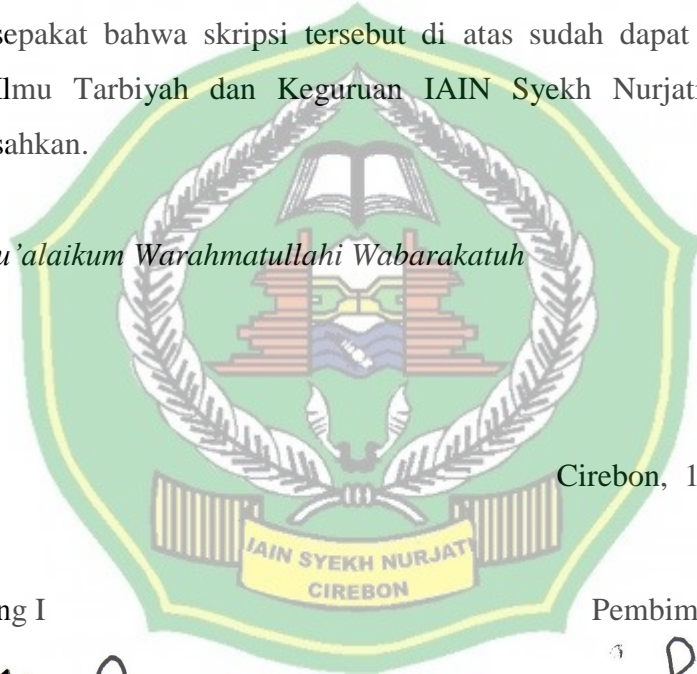 sepakat bahwa skripsi tersebut di atas sudah dapat
Ilmu Tarbiyah dan Keguruan IAIN Syekh Nurjati
sahkan.
u’alaikum Warahmatullahi Wabarakatuh
Cirebon, 1
IAIN SYEKH NURJATI
CIREBON
ng I
Pembim